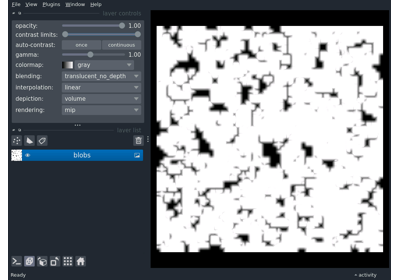 File View Plugins Window Help
layer controls
opacity: 1.00
contrast limits:
auto-contrast: once continuous
gamma: 1.00
colormap: gray
blending: translucent_no_depth
interpolation: linear
depiction: volume
rendering: mip
layer list
blobs
Ready
activity